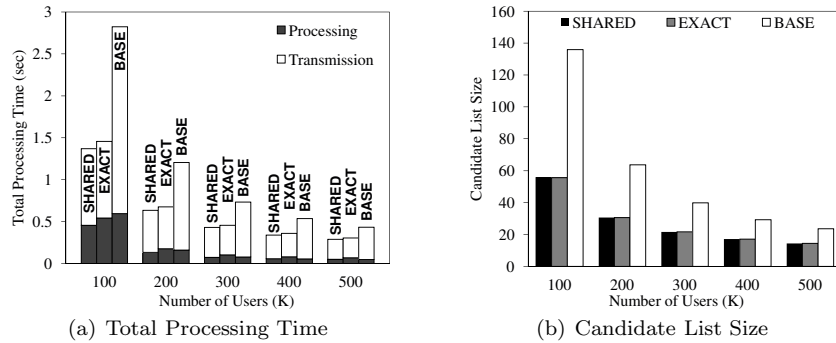 3
2.5
2
1.5
1
0.5
0
Total Processing Time (sec)
Processing
Transmission
SHARED
EXACT
BASE
SHARED
EXACT
BASE
SHARED
EXACT
BASE
SHARED
EXACT
BASE
SHARED
EXACT
BASE
100 200 300 400 500
Number of Users (K)
(a) Total Processing Time
160
140
120
100
80
60
40
20
0
Candidate List Size
SHARED EXACT BASE
100 200 300 400 500
Number of Users (K)
(b) Candidate List Size